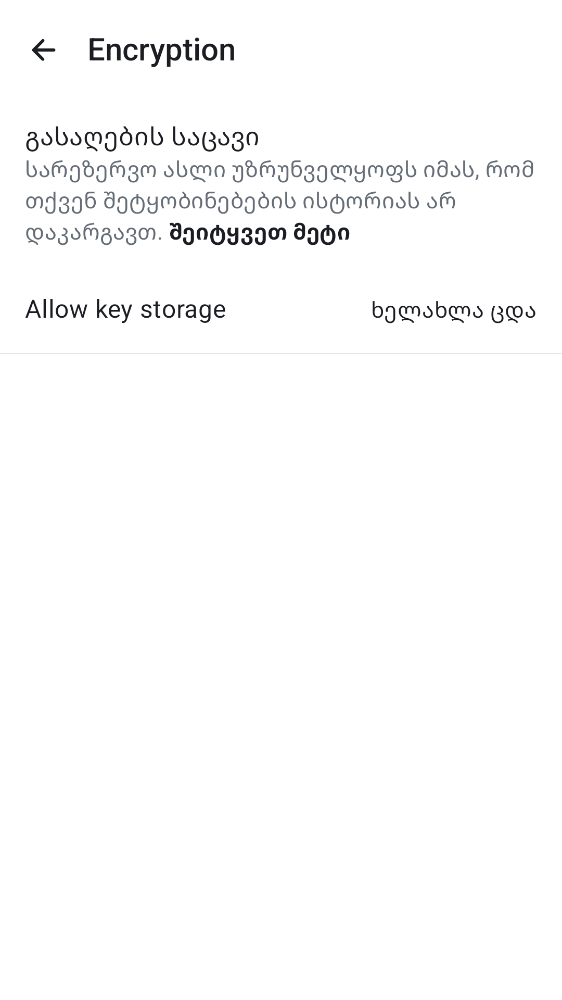 Encryption
გასაღების საცავი
სარეზერვო ასლი უზრუნველყოფს იმას, რომ
თქვენ შეტყობინებების ისტორიას არ
დაკარგავთ. შეიტყვეთ მეტი
Allow key storage ხელახლა ცდა